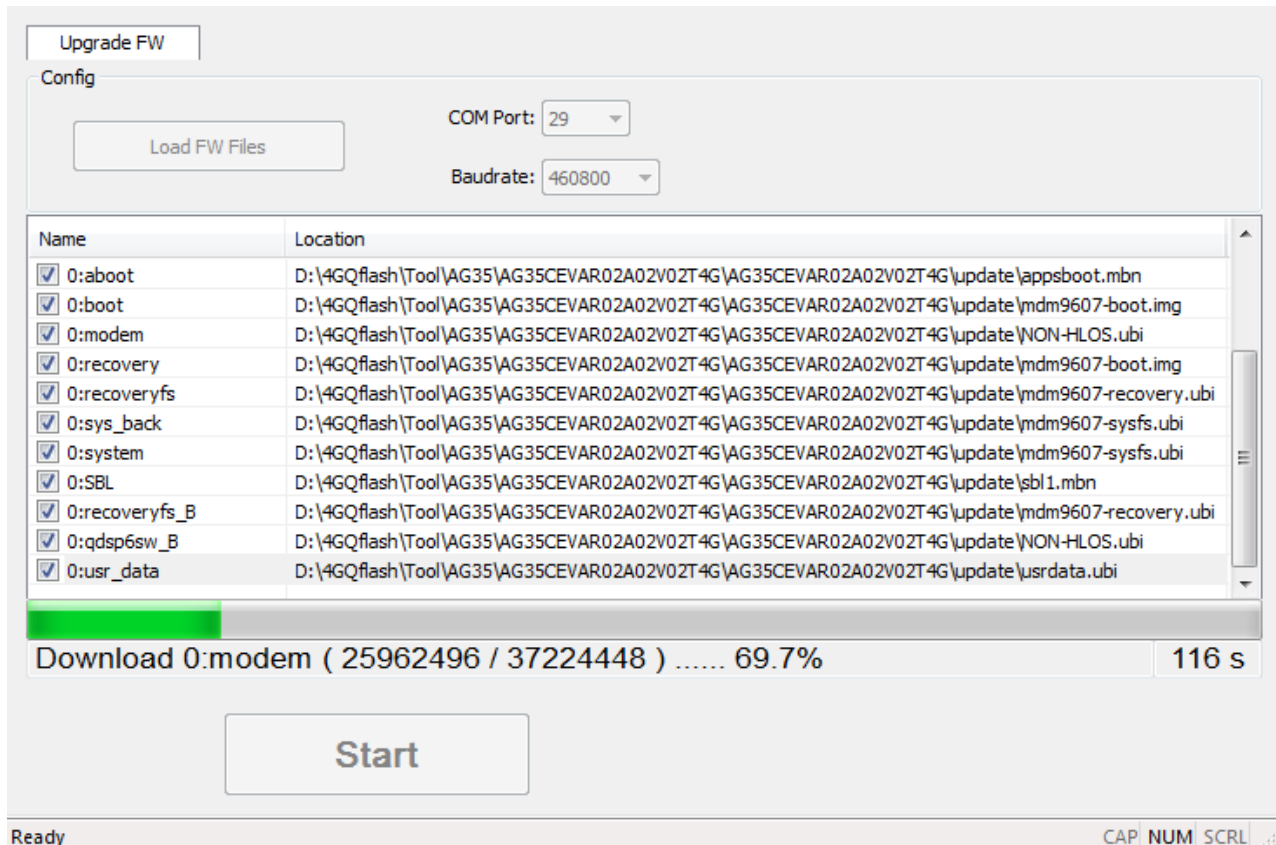 Upgrade FW
Config
Load FW Files
COM Port: 29
Baudrate: 460800
Name Location
0:aboot D:\4GQflash\Tool\AG35\AG35CEVAR02A02V02T4G\AG35CEVAR02A02V02T4G\update\appsboot.mbn
0:boot D:\4GQflash\Tool\AG35\AG35CEVAR02A02V02T4G\AG35CEVAR02A02V02T4G\update\mdm9607-boot.img
0:modem D:\4GQflash\Tool\AG35\AG35CEVAR02A02V02T4G\AG35CEVAR02A02V02T4G\update\NON-HLOS.ubi
0:recovery D:\4GQflash\Tool\AG35\AG35CEVAR02A02V02T4G\AG35CEVAR02A02V02T4G\update\mdm9607-boot.img
0:recoveryfs D:\4GQflash\Tool\AG35\AG35CEVAR02A02V02T4G\AG35CEVAR02A02V02T4G\update\mdm9607-recovery.ubi
0:sys_back D:\4GQflash\Tool\AG35\AG35CEVAR02A02V02T4G\AG35CEVAR02A02V02T4G\update\mdm9607-sysfs.ubi
0:system D:\4GQflash\Tool\AG35\AG35CEVAR02A02V02T4G\AG35CEVAR02A02V02T4G\update\mdm9607-sysfs.ubi
0:SBL D:\4GQflash\Tool\AG35\AG35CEVAR02A02V02T4G\AG35CEVAR02A02V02T4G\update\sbl1.mbn
0:recoveryfs_B D:\4GQflash\Tool\AG35\AG35CEVAR02A02V02T4G\AG35CEVAR02A02V02T4G\update\mdm9607-recovery.ubi
0:qdsp6sw_B D:\4GQflash\Tool\AG35\AG35CEVAR02A02V02T4G\AG35CEVAR02A02V02T4G\update\NON-HLOS.ubi
0:usr_data D:\4GQflash\Tool\AG35\AG35CEVAR02A02V02T4G\AG35CEVAR02A02V02T4G\update\usrdata.ubi
Download 0:modem ( 25962496 / 37224448 ) ...... 69.7% 116 s
Start
Ready CAP NUM SCRL